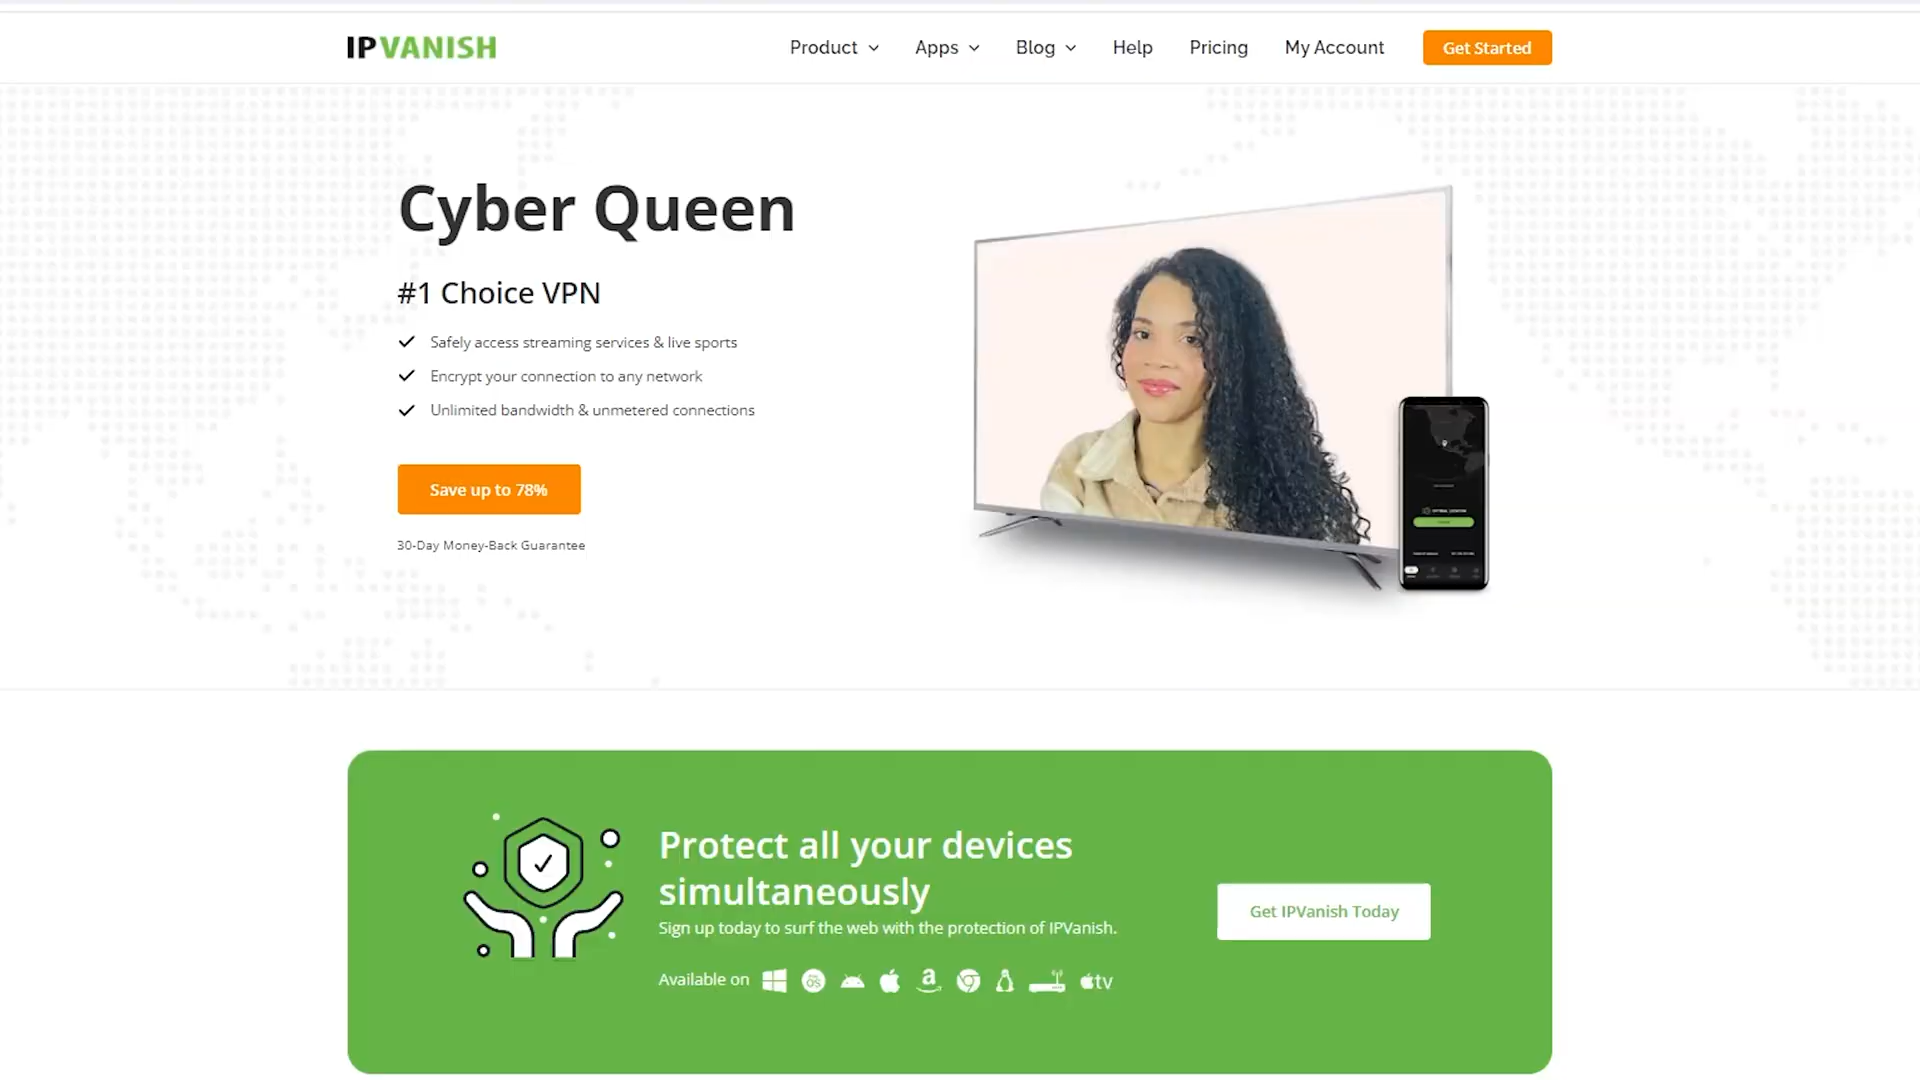 IPVANISH
Product
Apps
Blog
Help
Pricing
My Account
Get Started
Cyber Queen
#1 Choice VPN
Safely access streaming services & live sports
Encrypt your connection to any network
Unlimited bandwidth & unmetered connections
Save up to 78%
30-Day Money-Back Guarantee
Protect all your devices
simultaneously
Sign up today to surf the web with the protection of IPVanish.
Get IPVanish Today
Available on
OS
a
tv